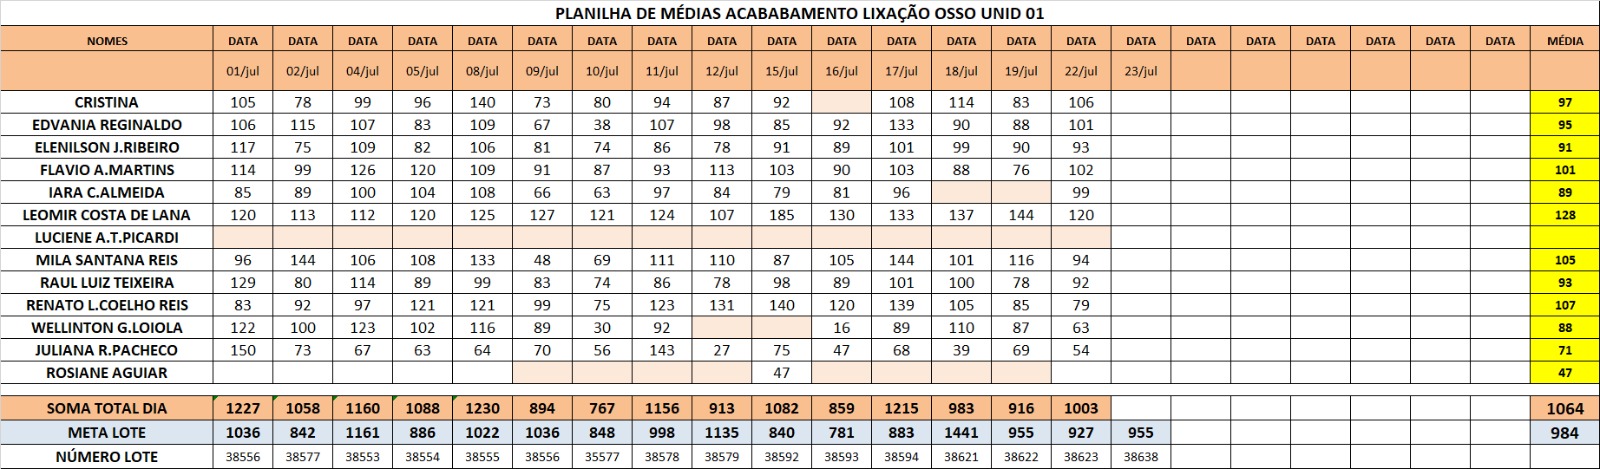 PLANILHA DE MÉDIAS ACABABAMENTO LIXAÇÃO OSSO UNID 01
NOMES DATA DATA DATA DATA DATA DATA DATA DATA DATA DATA DATA DATA DATA DATA DATA DATA DATA DATA DATA DATA DATA DATA MÉDIA
01/jul 02/jul 04/jul 05/jul 08/jul 09/jul 10/jul 11/jul 12/jul 15/jul 16/jul 17/jul 18/jul 19/jul 22/jul 23/jul
CRISTINA 105 78 99 96 140 73 80 94 87 92 108 114 83 106 97
EDVANIA REGINALDO 106 115 107 83 109 67 38 107 98 85 92 133 90 88 101 95
ELENILSON J.RIBEIRO 117 75 109 82 106 81 74 86 78 91 89 101 99 90 93 91
FLAVIO A.MARTINS 114 99 126 120 109 91 87 93 113 103 90 103 88 76 102 101
IARA C.ALMEIDA 85 89 100 104 108 66 63 97 84 79 81 96 99 89
LEOMIR COSTA DE LANA 120 113 112 120 125 127 121 124 107 185 130 133 137 144 120 128
LUCIENE A.T.PICARDI
MILA SANTANA REIS 96 144 106 108 133 48 69 111 110 87 105 144 101 116 94 105
RAUL LUIZ TEIXEIRA 129 80 114 89 99 83 74 86 78 98 89 101 100 78 92 93
RENATO L.COELHO REIS 83 92 97 121 121 99 75 123 131 140 120 139 105 85 79 107
WELLINTON G.LOIOLA 122 100 123 102 116 89 30 92 16 89 110 87 63 88
JULIANA R.PACHECO 150 73 67 63 64 70 56 143 27 75 47 68 39 69 54 71
ROSIANE AGUIAR 47 47
SOMA TOTAL DIA 1227 1058 1160 1088 1230 894 767 1156 913 1082 859 1215 983 916 1003 1064
META LOTE 1036 842 1161 886 1022 1036 848 998 1135 840 781 883 1441 955 927 955 984
NÚMERO LOTE 38556 38577 38553 38554 38555 38556 35577 38578 38579 38592 38593 38594 38621 38622 38623 38638